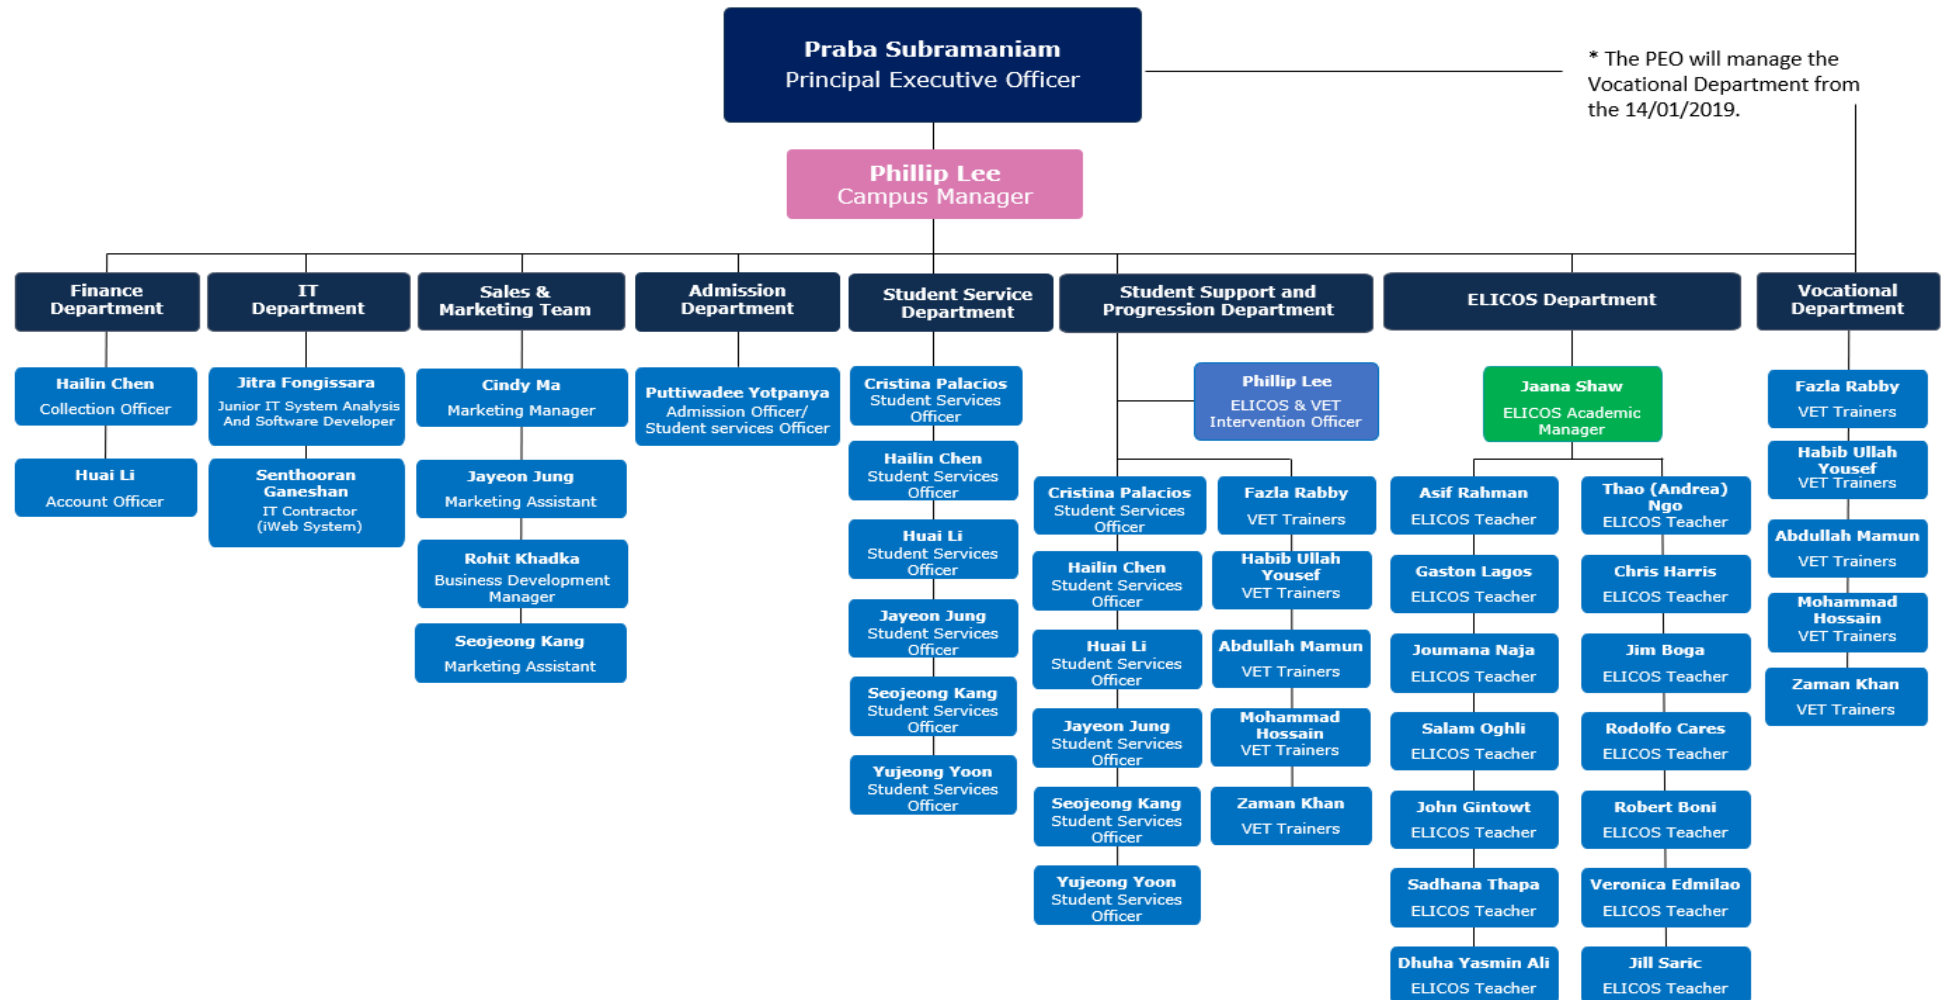 Praba Subramaniam
Principal Executive Officer
* The PEO will manage the
Vocational Department from
the 14/01/2019.
Phillip Lee
Campus Manager
Finance
Department
Hailin Chen
Collection Officer
Huai Li
Account Officer
IT
Department
Jitra Fongissara
Junior IT System Analysis
And Software Developer
Senthooran
Ganeshan
IT Contractor
(iWeb System)
Sales &
Marketing Team
Cindy Ma
Marketing Manager
Jayeon Jung
Marketing Assistant
Rohit Khadka
Business Development
Manager
Seojeong Kang
Marketing Assistant
Admission
Department
Puttiwadee Yotpanya
Admission Officer/
Student services Officer
Student Service
Department
Cristina Palacios
Student Services
Officer
Hailin Chen
Student Services
Officer
Huai Li
Student Services
Officer
Jayeon Jung
Student Services
Officer
Seojeong Kang
Student Services
Officer
Yujeong Yoon
Student Services
Officer
Student Support and
Progression Department
Phillip Lee
ELICOS & VET
Intervention Officer
Cristina Palacios
Student Services
Officer
Hailin Chen
Student Services
Officer
Huai Li
Student Services
Officer
Jayeon Jung
Student Services
Officer
Seojeong Kang
Student Services
Officer
Yujeong Yoon
Student Services
Officer
Fazla Rabby
VET Trainers
Habib Ullah
Yousef
VET Trainers
Abdullah Mamun
VET Trainers
Mohammad
Hossain
VET Trainers
Zaman Khan
VET Trainers
ELICOS Department
Jaana Shaw
ELICOS Academic
Manager
Asif Rahman
ELICOS Teacher
Gaston Lagos
ELICOS Teacher
Joumana Naja
ELICOS Teacher
Salam Oghli
ELICOS Teacher
John Gintowt
ELICOS Teacher
Sadhana Thapa
ELICOS Teacher
Dhuha Yasmin Ali
ELICOS Teacher
Thao (Andrea)
Ngo
ELICOS Teacher
Chris Harris
ELICOS Teacher
Jim Boga
ELICOS Teacher
Rodolfo Cares
ELICOS Teacher
Robert Boni
ELICOS Teacher
Veronica Edmilao
ELICOS Teacher
Jill Saric
ELICOS Teacher
Vocational
Department
Fazla Rabby
VET Trainers
Habib Ullah
Yousef
VET Trainers
Abdullah Mamun
VET Trainers
Mohammad
Hossain
VET Trainers
Zaman Khan
VET Trainers